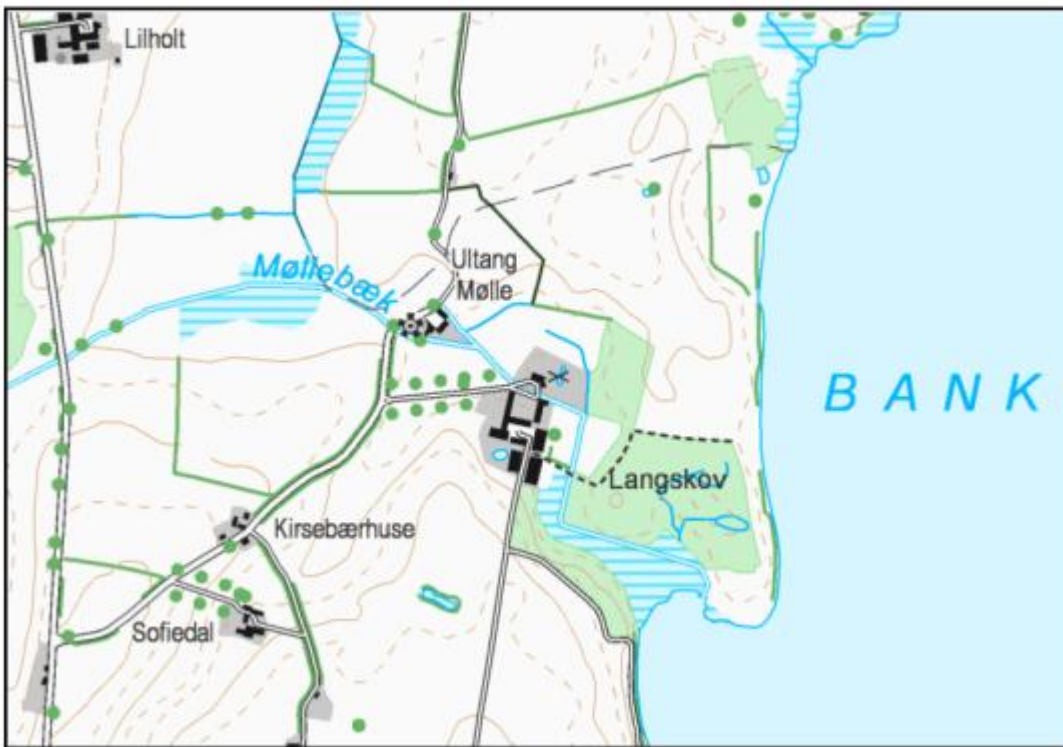 Lilholt
Ultang
Mølle
Møllebæk
BANK
Langskov
Kirsebærhuse
Sofiedal